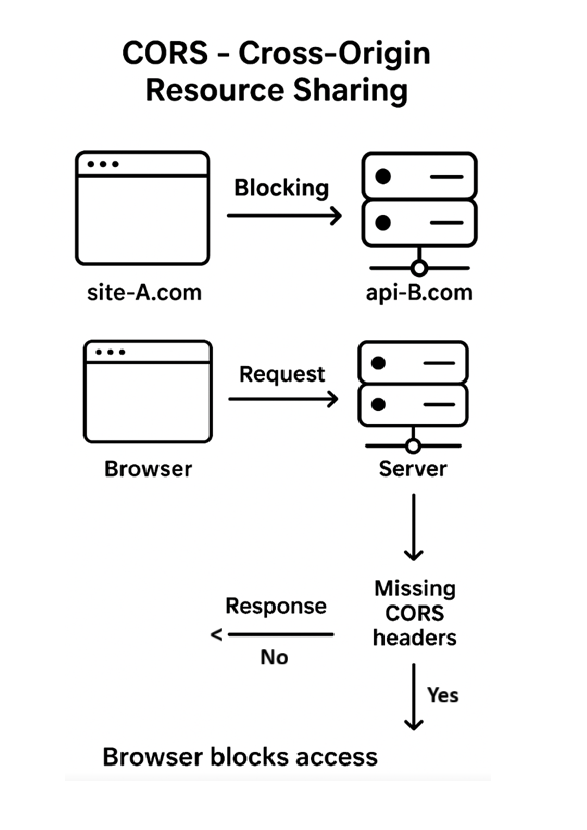 CORS - Cross-Origin
Resource Sharing
Blocking
site-A.com
api-B.com
Request
Browser
Server
Missing
CORS
headers
Response
No
Yes
Browser blocks access